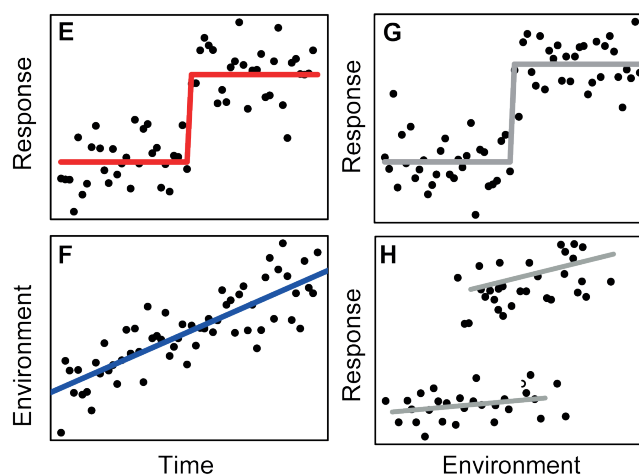 E
Response
G
Response
F
Environment
H
Response
Time
Environment